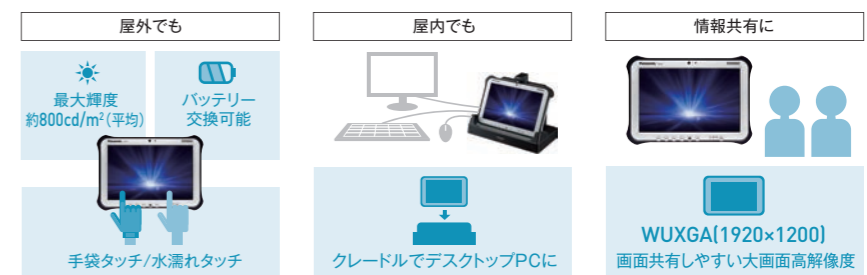 屋外でも
最大輝度
約800cd/m²(平均)
バッテリー
交換可能
手袋タッチ/水濡れタッチ
屋内でも
クレードルでデスクトップPCに
情報共有に
Panasonic
WUXGA(1920×1200)
画面共有しやすい大画面高解像度